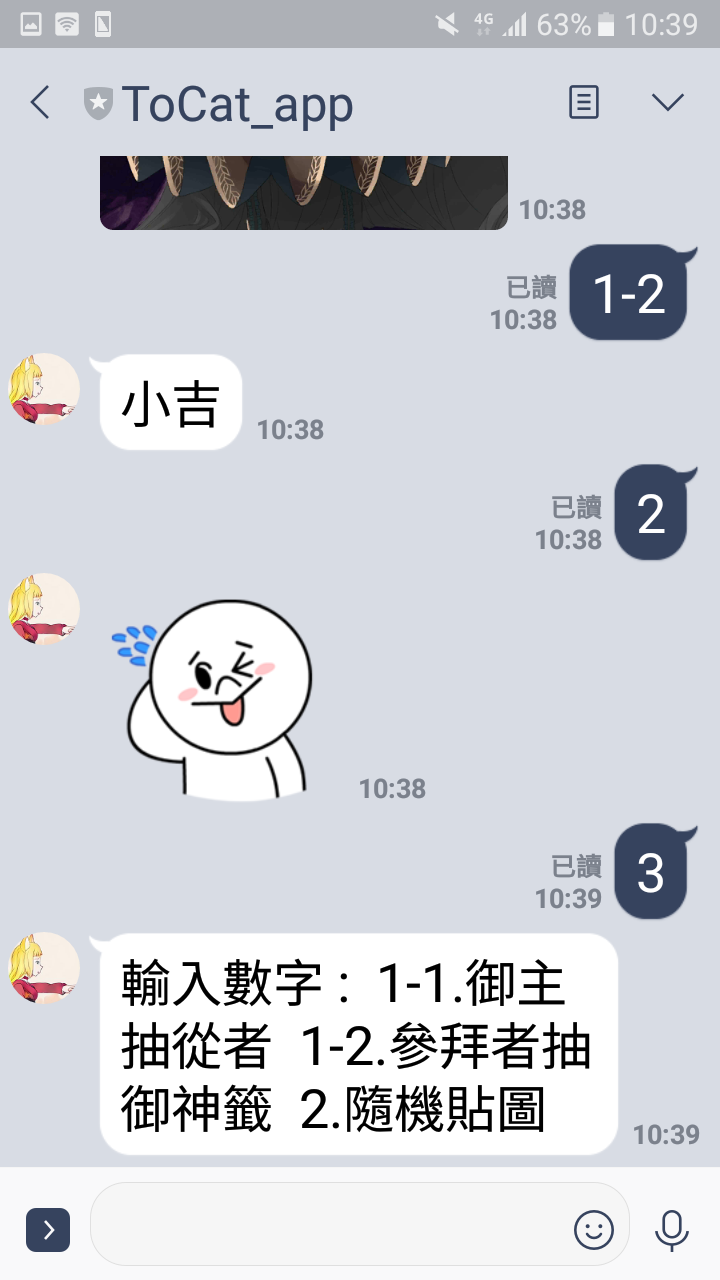 4G 63% 10:39
ToCat_app
10:38
已讀
10:38
1-2
小吉
10:38
已讀
10:38
2
10:38
已讀
10:39
3
輸入數字： 1-1.御主
抽從者 1-2.參拜者抽
御神籤 2.隨機貼圖
10:39